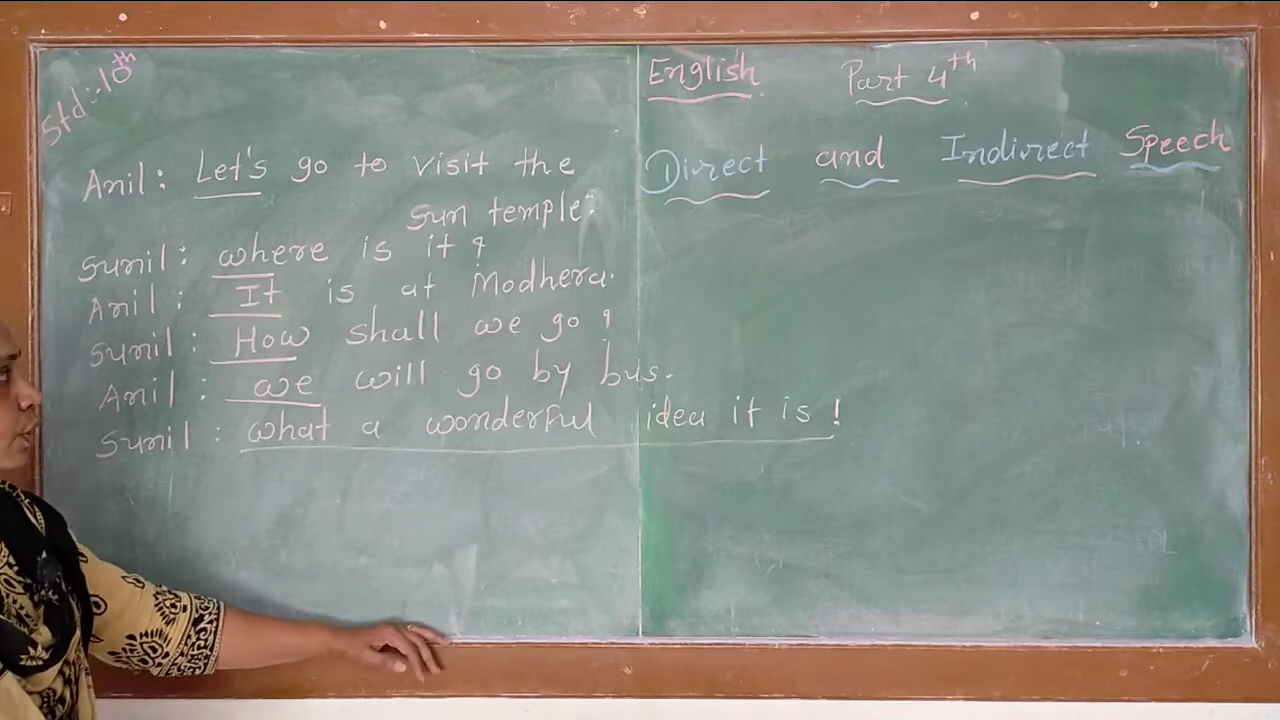 Std:-10th
Anil: Let's go to visit the
sun temple.
Sunil: where is it?
Anil: It is at Modhera.
Sunil: How shall we go?
Anil: we will go by bus.
Sunil: what a wonderful idea it is!
English Part 4th
Direct and Indirect Speech